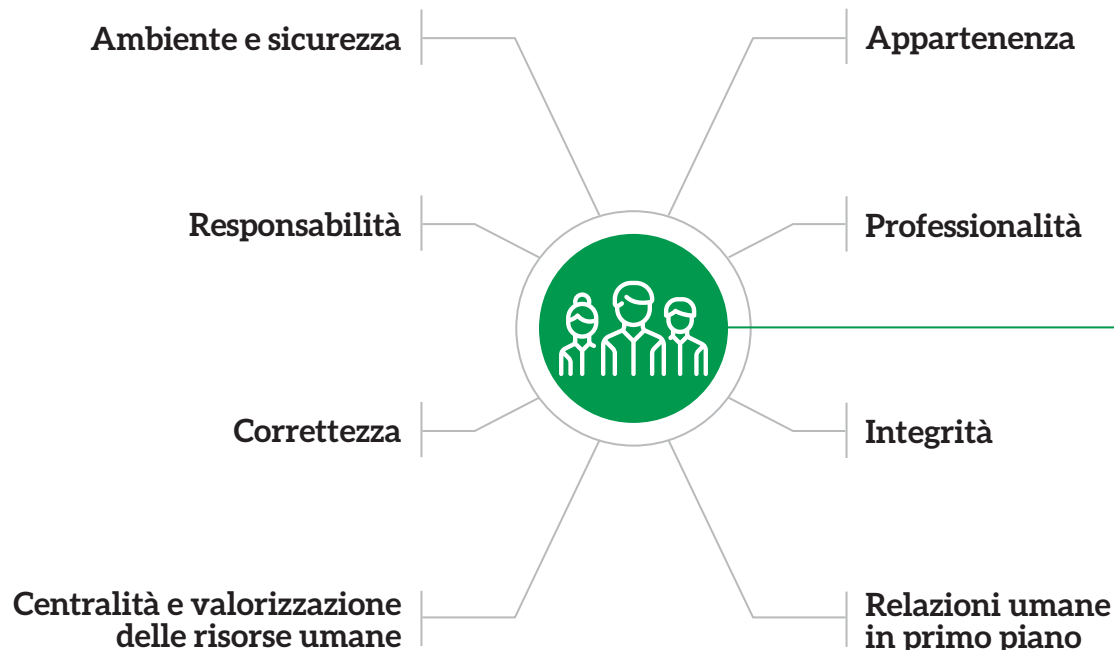 Ambiente e sicurezza
Appartenenza
Responsabilità
Professionalità
Correttezza
Integrità
Centralità e valorizzazione
delle risorse umane
Relazioni umane
in primo piano